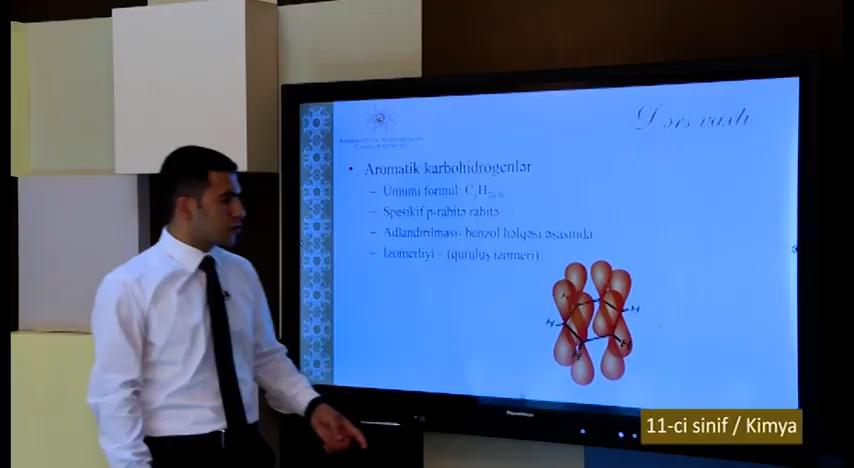 Dərs vaxtı
• Aromatik karbohidrogenlər
– Ümumi formul: CnH2n-6
– Spesifik p-rabitə rabitə
– Adlandırılması- benzol həlqəsi əsasında
– İzomerliyi – (quruluş izomeri)
H
H
H
H
11-ci sinif / Kimya